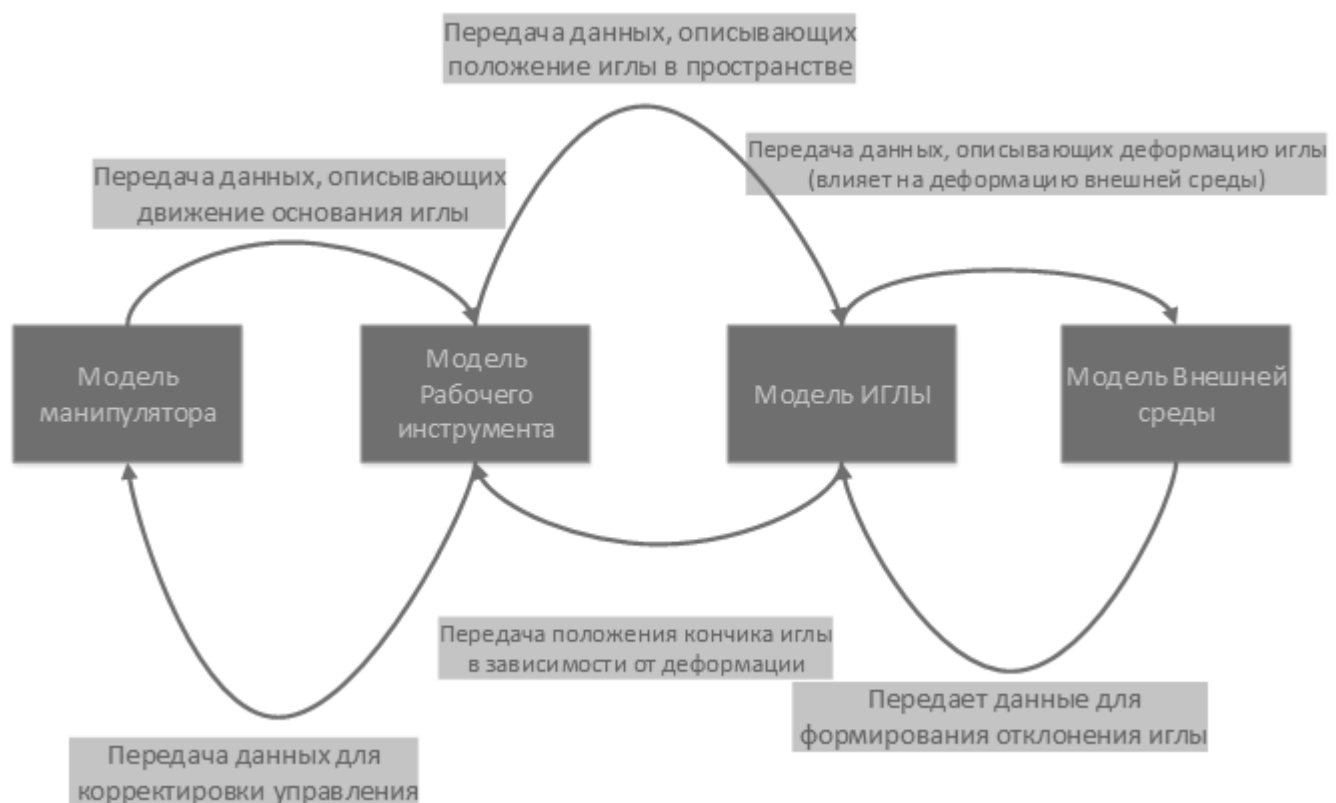 Передача данных, описывающих
положение иглы в пространстве
Передача данных, описывающих деформацию иглы
(влияет на деформацию внешней среды)
Передача данных, описывающих
движение основания иглы
Модель
манипулятора
Модель
Рабочего
инструмента
Модель ИГЛЫ
Модель Внешней
среды
Передача положения кончика иглы
в зависимости от деформации
Передает данные для
формирования отклонения иглы
Передача данных для
корректировки управления